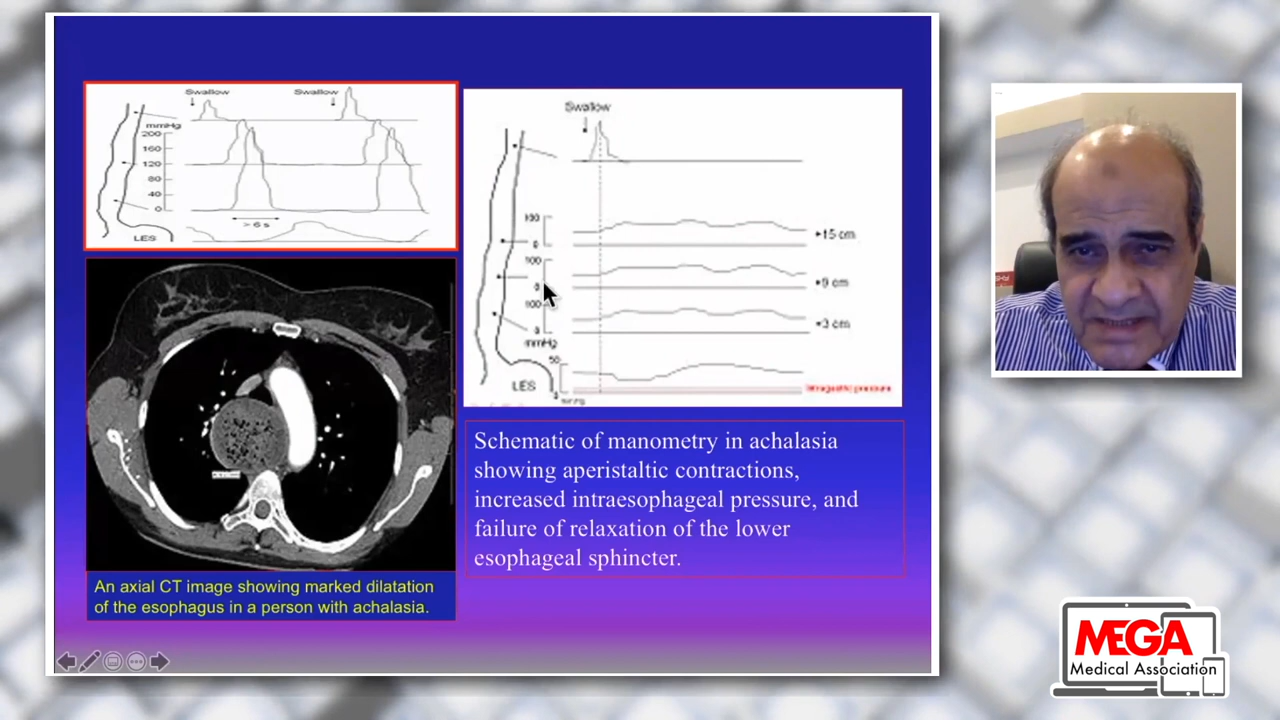 Swallow Swallow
mmHg
200
160
120
80
40
0
> 6 s
LES
Swallow
100
0
+15 cm
100
0
+9 cm
100
0
+3 cm
mmHg
50
LES
Intragastric pressure
mmHg
Schematic of manometry in achalasia
showing aperistaltic contractions,
increased intraesophageal pressure, and
failure of relaxation of the lower
esophageal sphincter.
An axial CT image showing marked dilatation
of the esophagus in a person with achalasia.
MEGA
Medical Association